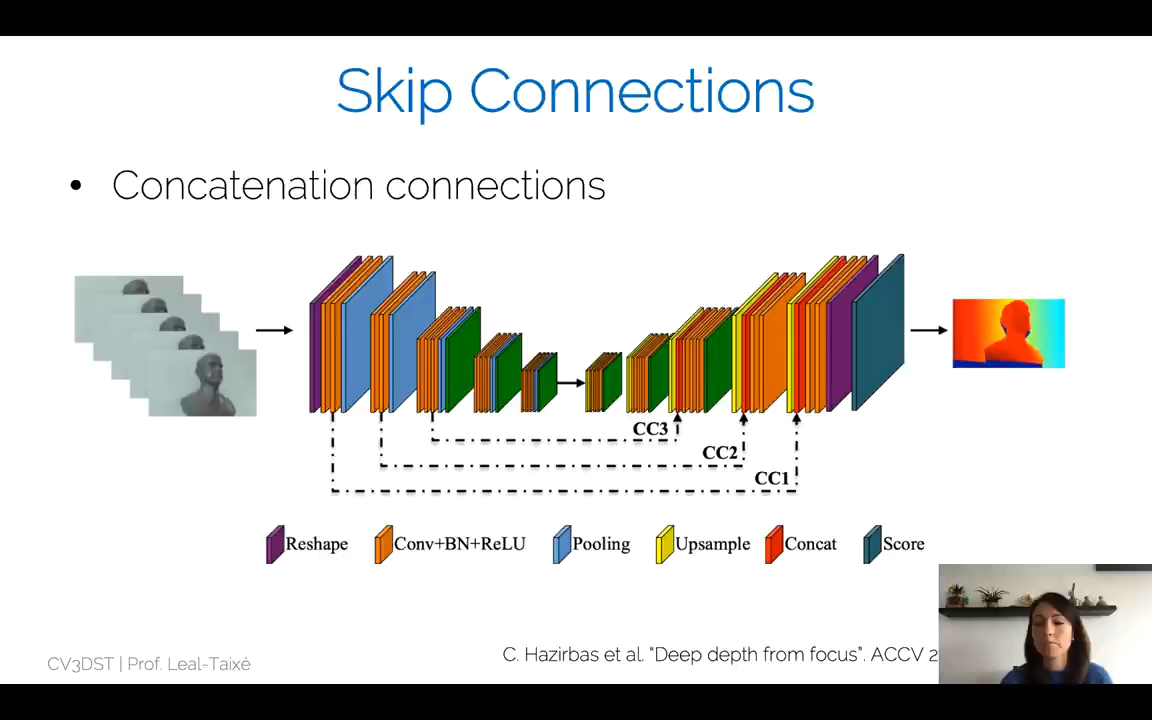 Skip Connections
• Concatenation connections
CC3
CC2
CC1
Reshape Conv+BN+ReLU Pooling Upsample Concat Score
C. Hazirbas et al. “Deep depth from focus”. ACCV 2
CV3DST | Prof. Leal-Taixé